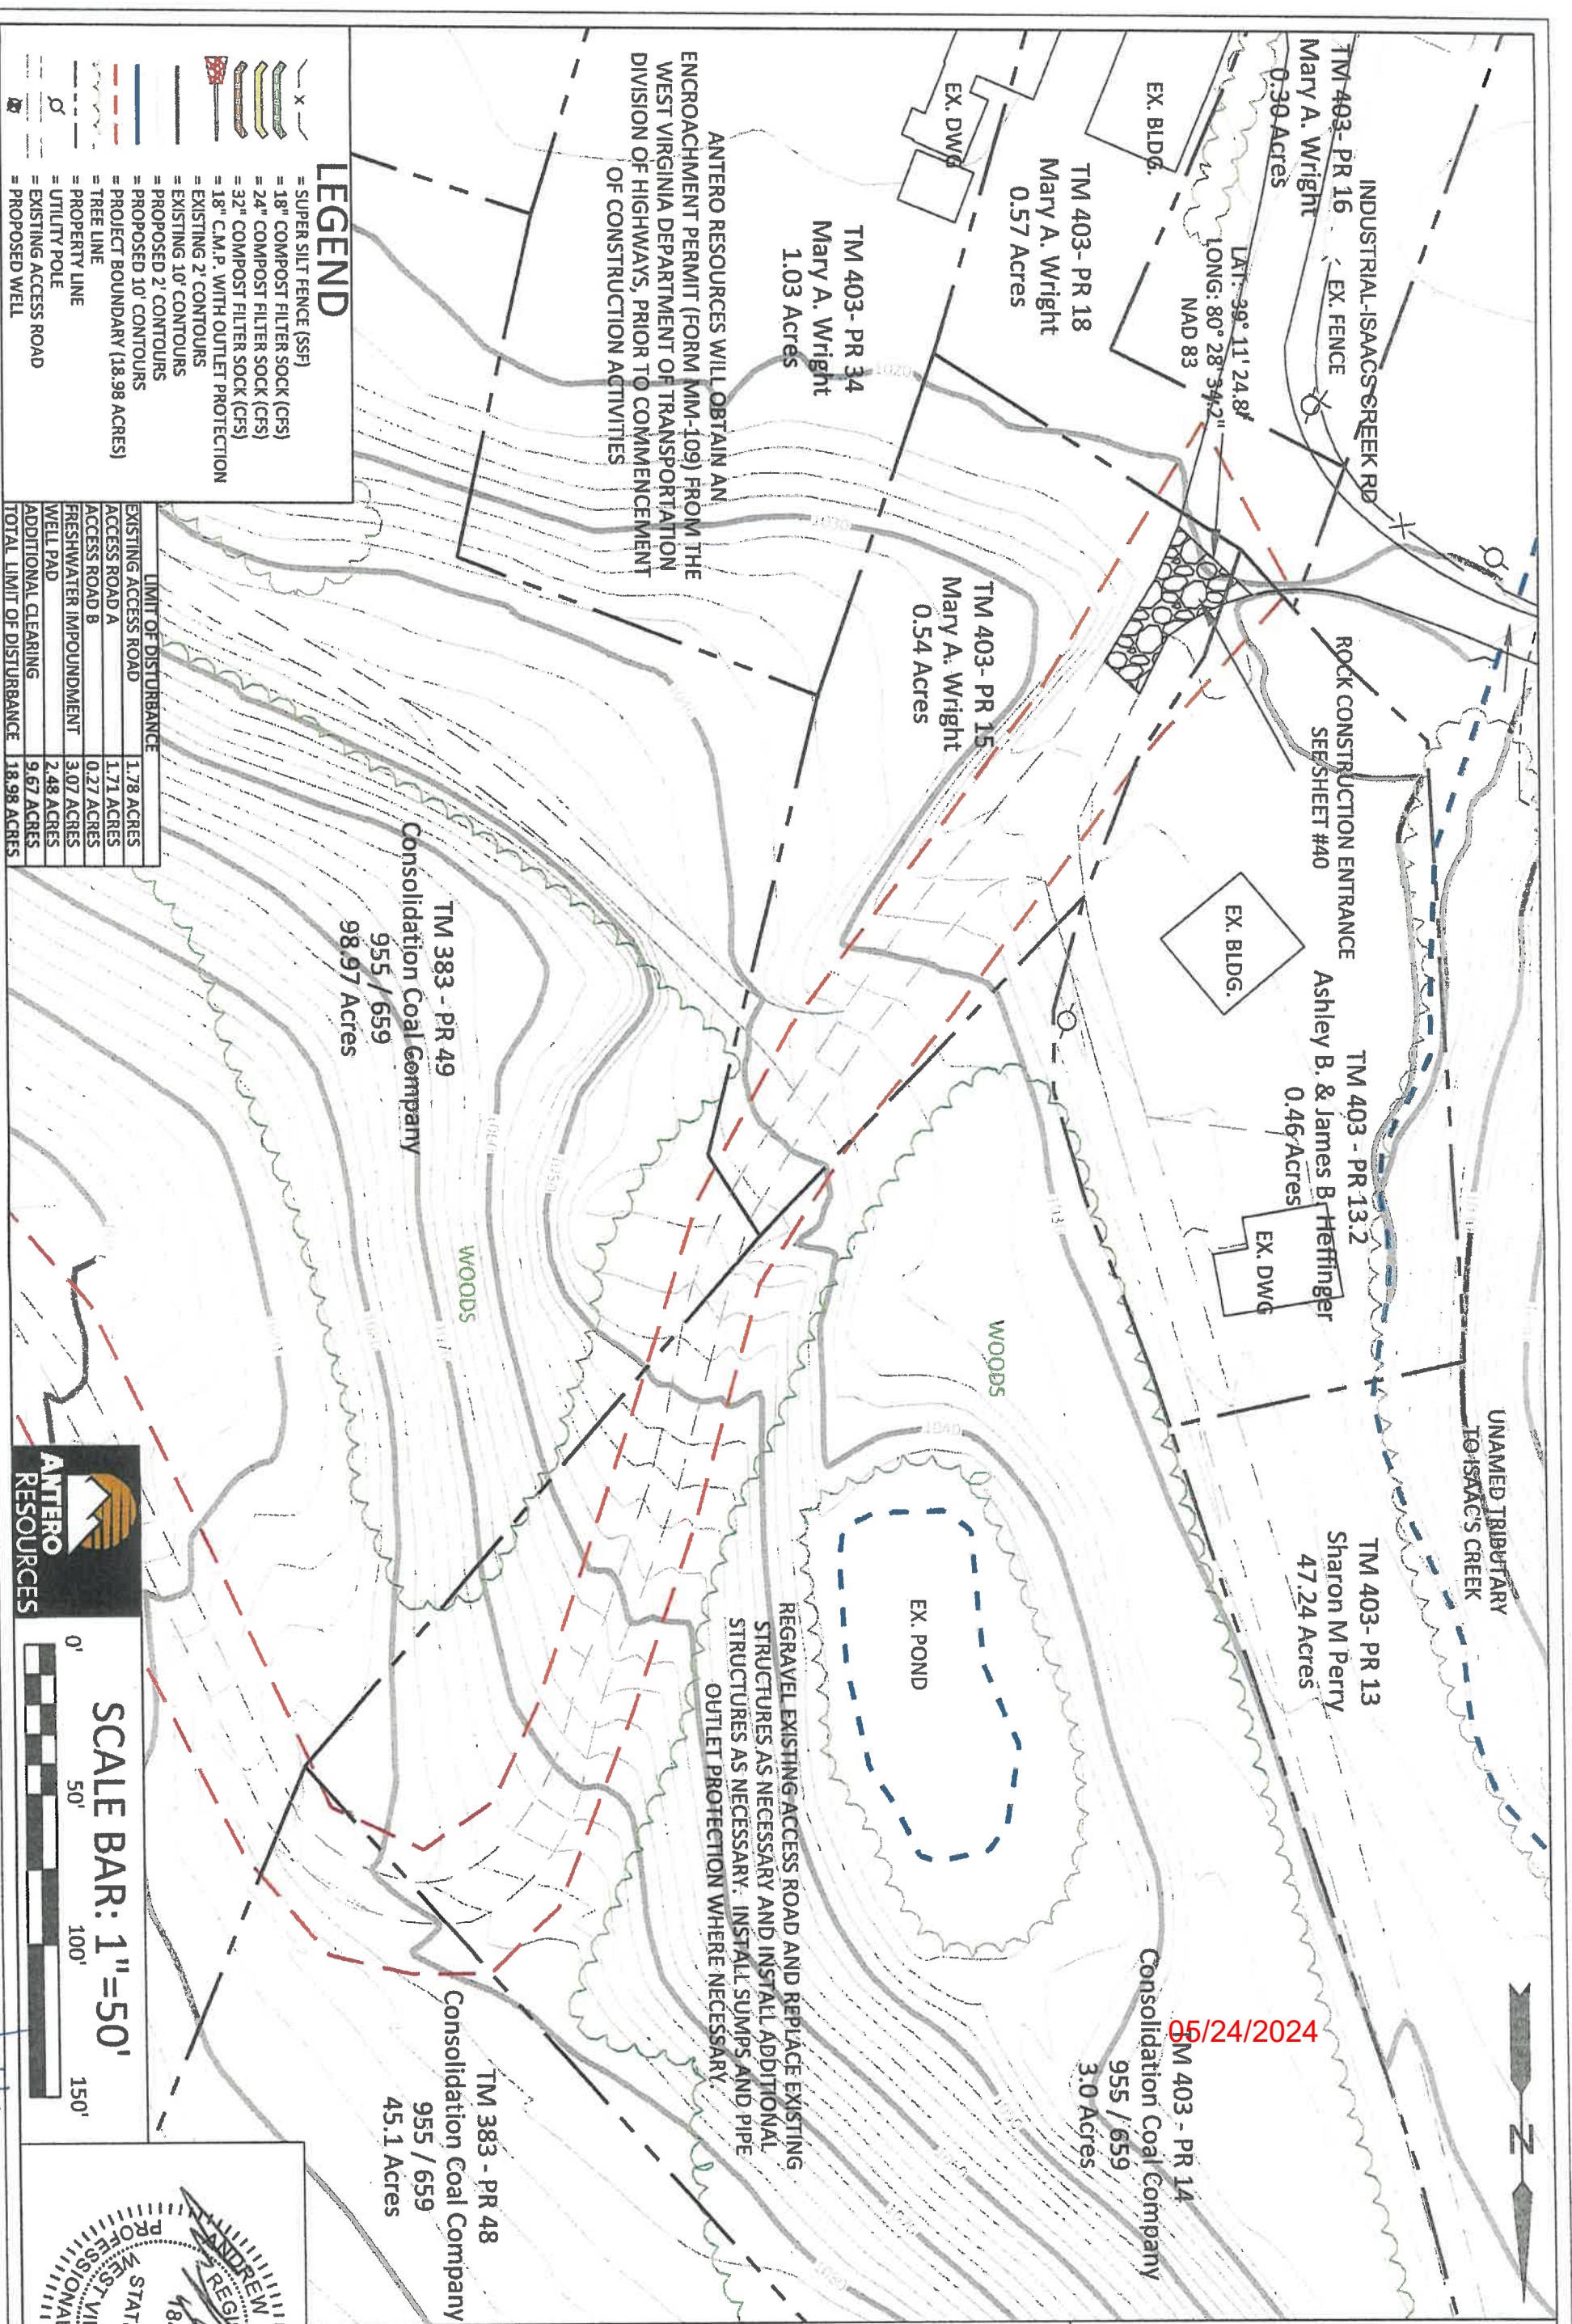 TM 403- PR 16
Mary A. Wright
0.30 Acres
INDUSTRIAL-ISAACS CREEK RD
EX. FENCE
LAT: 39° 11' 24.8"
LONG: 80° 28' 34.2"
NAD 83
EX. BLDG.
TM 403- PR 18
Mary A. Wright
0.57 Acres
EX. DWG
TM 403- PR 34
Mary A. Wright
1.03 Acres
1020
1030
ANTERO RESOURCES WILL OBTAIN AN
ENCROACHMENT PERMIT (FORM MM-109) FROM THE
WEST VIRGINIA DEPARTMENT OF TRANSPORTATION
DIVISION OF HIGHWAYS, PRIOR TO COMMENCEMENT
OF CONSTRUCTION ACTIVITIES
TM 403- PR 15
Mary A. Wright
0.54 Acres
ROCK CONSTRUCTION ENTRANCE
SEE SHEET #40
EX. BLDG.
TM 403 - PR 13.2
Ashley B. & James B. Heffinger
0.46 Acres
EX. DWG
UNAMED TRIBUTARY
TO ISAAC'S CREEK
TM 403- PR 13
Sharon M Perry
47.24 Acres
WOODS
1040
EX. POND
REGRAVEL EXISTING ACCESS ROAD AND REPLACE EXISTING
STRUCTURES AS NECESSARY AND INSTALL ADDITIONAL
STRUCTURES AS NECESSARY. INSTALL SUMPS AND PIPE
OUTLET PROTECTION WHERE NECESSARY.
05/24/2024
TM 403 - PR 14
Consolidation Coal Company
955 / 659
3.0 Acres
N
TM 383 - PR 49
Consolidation Coal Company
955 / 659
98.97 Acres
1050
1060
WOODS
TM 383 - PR 48
Consolidation Coal Company
955 / 659
45.1 Acres
LEGEND
x = SUPER SILT FENCE (SSF)
= 18" COMPOST FILTER SOCK (CFS)
= 24" COMPOST FILTER SOCK (CFS)
= 32" COMPOST FILTER SOCK (CFS)
= 18" C.M.P. WITH OUTLET PROTECTION
= EXISTING 2' CONTOURS
= EXISTING 10' CONTOURS
= PROPOSED 2' CONTOURS
= PROPOSED 10' CONTOURS
= PROJECT BOUNDARY (18.98 ACRES)
= TREE LINE
= PROPERTY LINE
= UTILITY POLE
= EXISTING ACCESS ROAD
= PROPOSED WELL
LIMIT OF DISTURBANCE
EXISTING ACCESS ROAD 1.78 ACRES
ACCESS ROAD A 1.71 ACRES
ACCESS ROAD B 0.27 ACRES
FRESHWATER IMPOUNDMENT 3.07 ACRES
WELL PAD 2.48 ACRES
ADDITIONAL CLEARING 9.67 ACRES
TOTAL LIMIT OF DISTURBANCE 18.98 ACRES
ANTERO
RESOURCES
SCALE BAR: 1"=50'
0' 50' 100' 150'
ANDREW
REGI
STAT
WEST VI
PROFESSIONAL